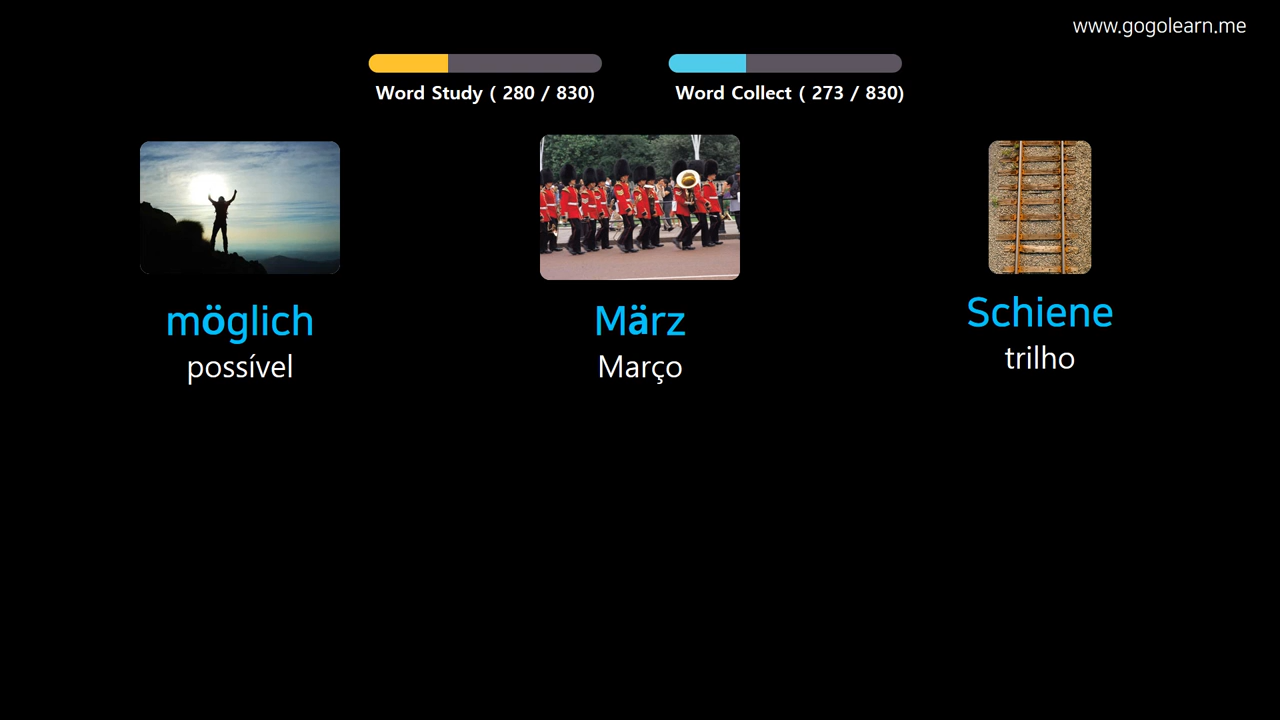 www.gogolearn.me
Word Study ( 280 / 830)
Word Collect ( 273 / 830)
möglich
possível
März
Março
Schiene
trilho